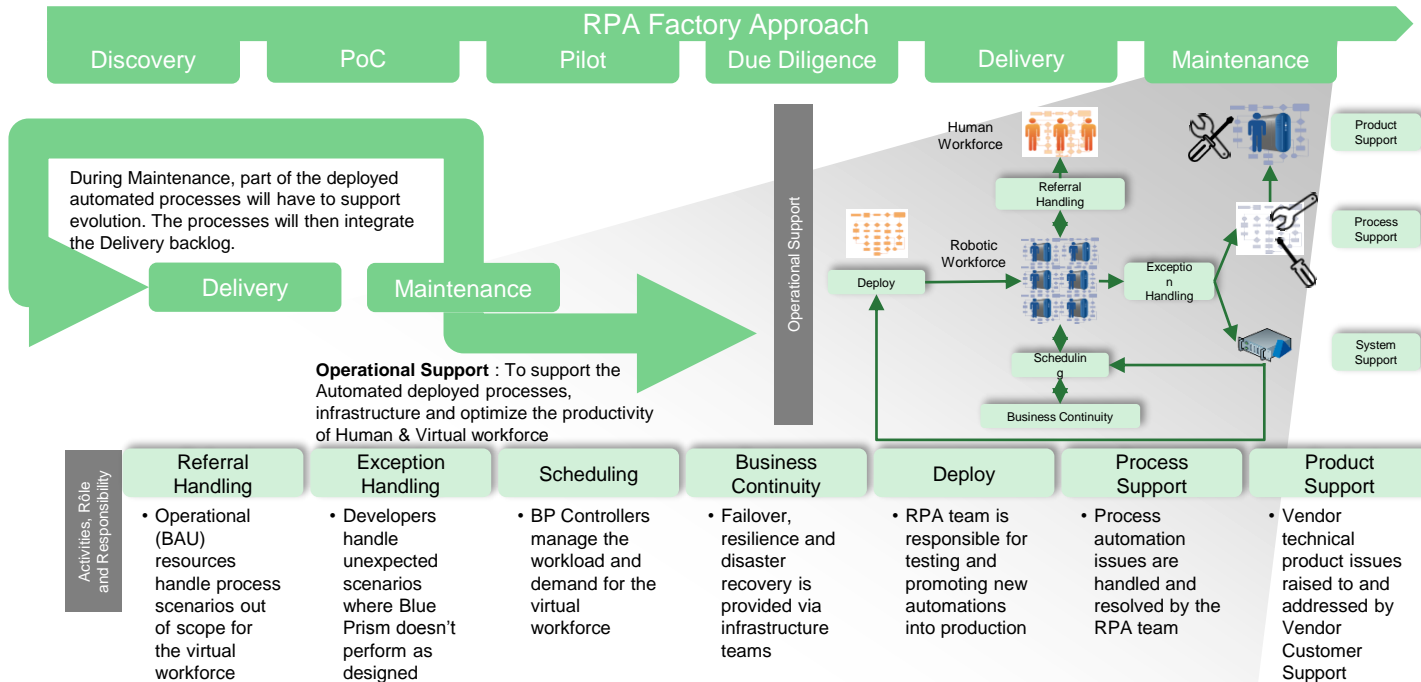 RPA Factory Approach
Discovery
PoC
Pilot
Due Diligence
Delivery
Maintenance
During Maintenance, part of the deployed
automated processes will have to support
evolution. The processes will then integrate
the Delivery backlog.
Delivery
Maintenance
Operational Support : To support the
Automated deployed processes,
infrastructure and optimize the productivity
of Human & Virtual workforce
Operational Support
Human
Workforce
Referral
Handling
Robotic
Workforce
Deploy
Exceptio
n
Handling
Schedulin
g
Business Continuity
Product
Support
Process
Support
System
Support
Activities, Rôle
and Responsibility
Referral
Handling
• Operational
(BAU)
resources
handle process
scenarios out
of scope for
the virtual
workforce
Exception
Handling
• Developers
handle
unexpected
scenarios
where Blue
Prism doesn't
perform as
designed
Scheduling
• BP Controllers
manage the
workload and
demand for the
virtual
workforce
Business
Continuity
• Failover,
resilience and
disaster
recovery is
provided via
infrastructure
teams
Deploy
• RPA team is
responsible for
testing and
promoting new
automations
into production
Process
Support
• Process
automation
issues are
handled and
resolved by the
RPA team
Product
Support
• Vendor
technical
product issues
raised to and
addressed by
Vendor
Customer
Support